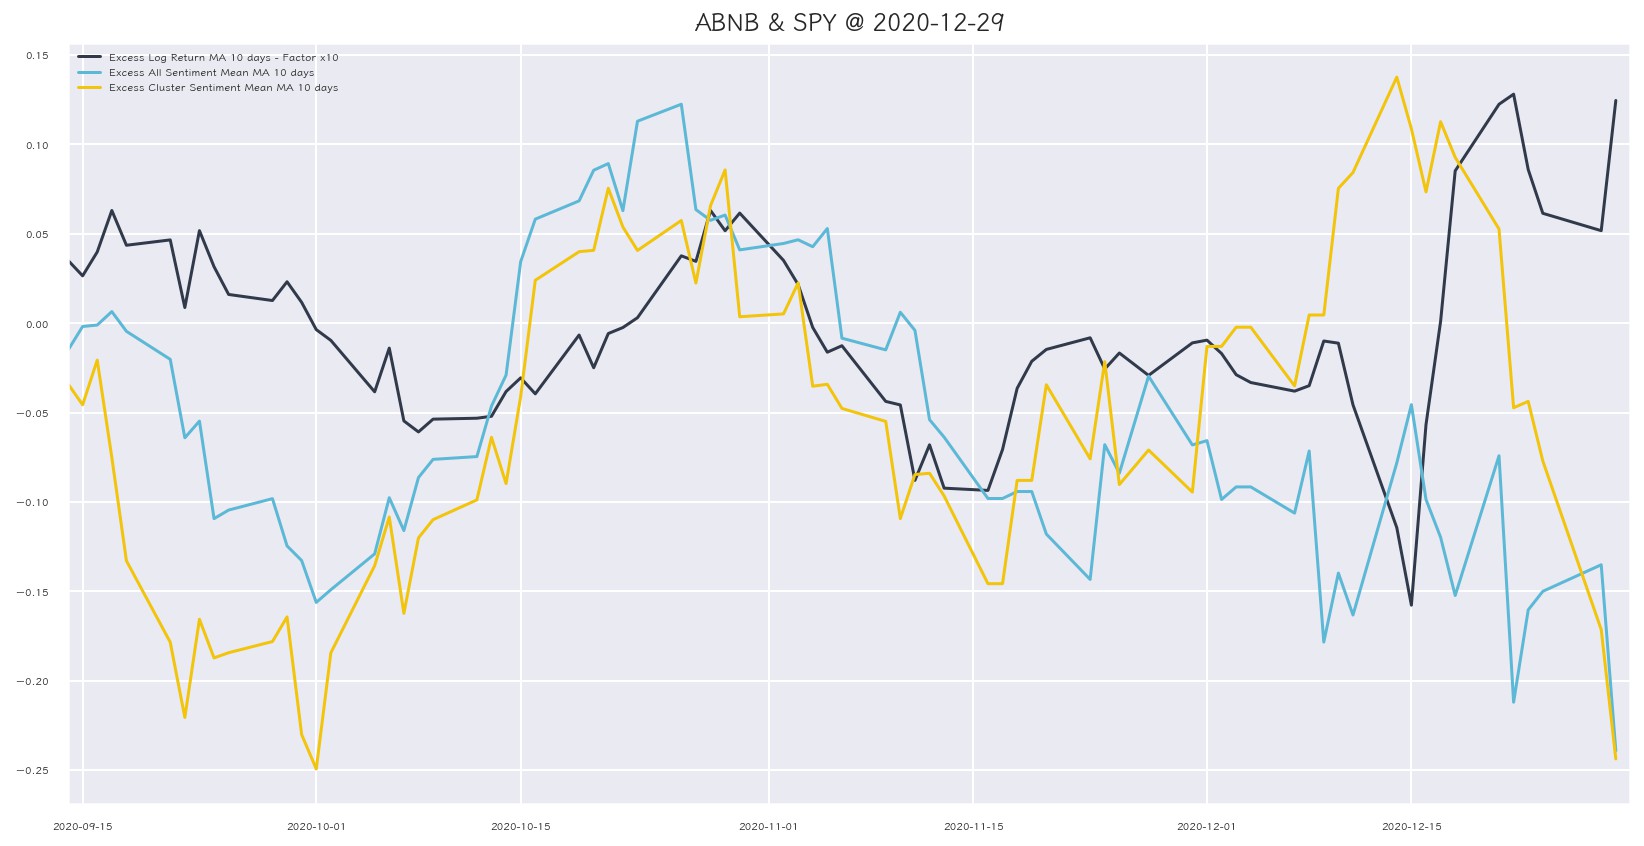 ABNB & SPY @ 2020-12-29
Excess Log Return MA 10 days - Factor x10
Excess All Sentiment Mean MA 10 days
Excess Cluster Sentiment Mean MA 10 days
0.15
0.10
0.05
0.00
−0.05
−0.10
−0.15
−0.20
−0.25
2020-09-15 2020-10-01 2020-10-15 2020-11-01 2020-11-15 2020-12-01 2020-12-15